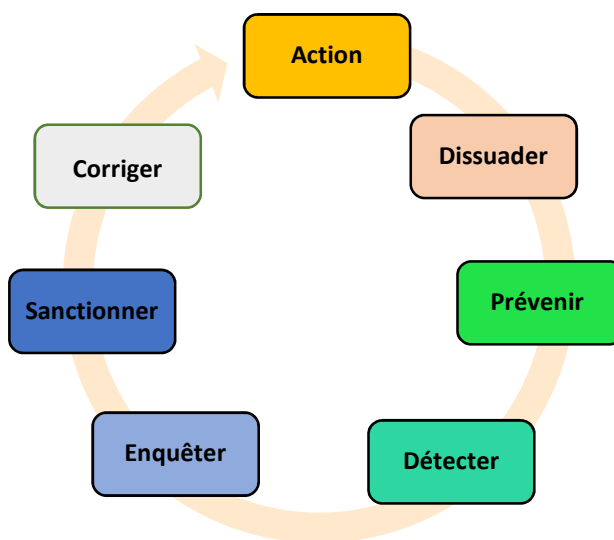 Action
Dissuader
Prévenir
Détecter
Enquêter
Sanctionner
Corriger